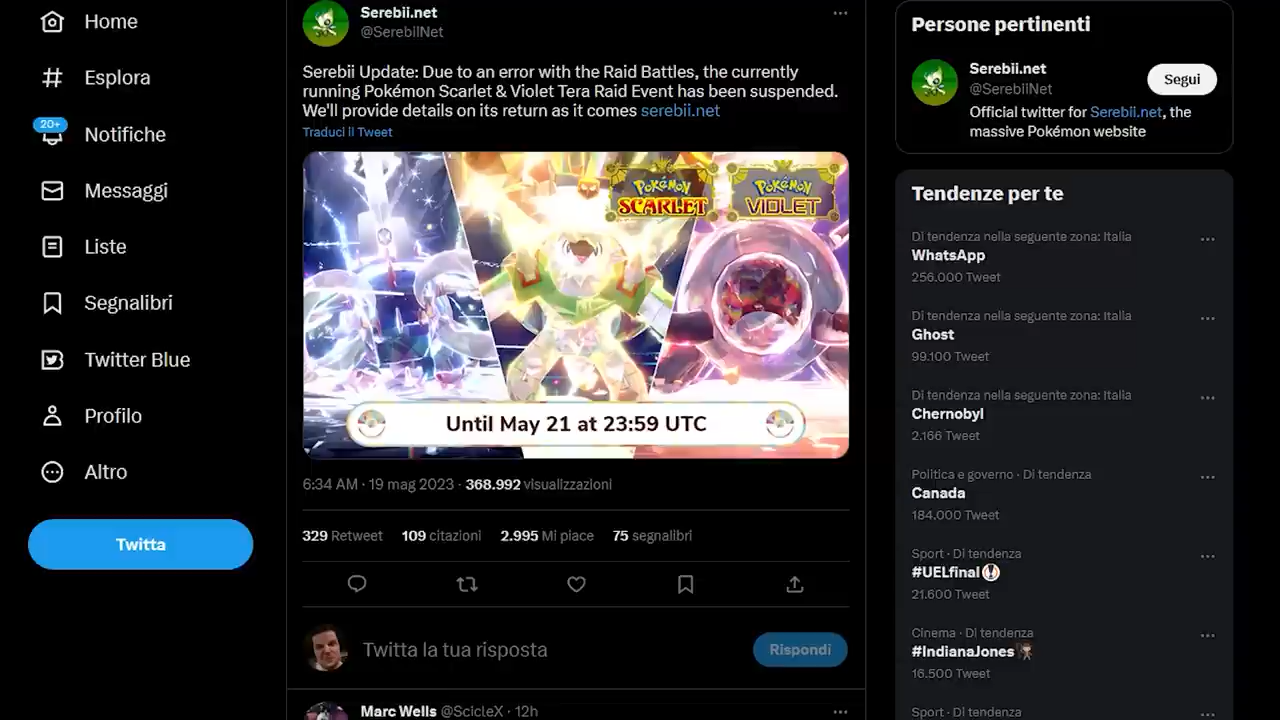 Home
Esplora
20+
Notifiche
Messaggi
Liste
Segnalibri
Twitter Blue
Profilo
Altro
Twitta
Serebii.net
@SerebiiNet
Serebii Update: Due to an error with the Raid Battles, the currently
running Pokémon Scarlet & Violet Tera Raid Event has been suspended.
We'll provide details on its return as it comes serebii.net
Traduci il Tweet
POKÉMON
SCARLET
POKÉMON
VIOLET
Until May 21 at 23:59 UTC
6:34 AM · 19 mag 2023 · 368.992 visualizzazioni
329 Retweet 109 citazioni 2.995 Mi piace 75 segnalibri
Twitta la tua risposta
Rispondi
Marc Wells @ScicleX · 12h
Persone pertinenti
Serebii.net
@SerebiiNet
Segui
Official twitter for Serebii.net, the
massive Pokémon website
Tendenze per te
Di tendenza nella seguente zona: Italia
WhatsApp
256.000 Tweet
Di tendenza nella seguente zona: Italia
Ghost
99.100 Tweet
Di tendenza nella seguente zona: Italia
Chernobyl
2.166 Tweet
Politica e governo · Di tendenza
Canada
184.000 Tweet
Sport · Di tendenza
#UELfinal
21.600 Tweet
Cinema · Di tendenza
#IndianaJones
16.500 Tweet
Sport · Di tendenza